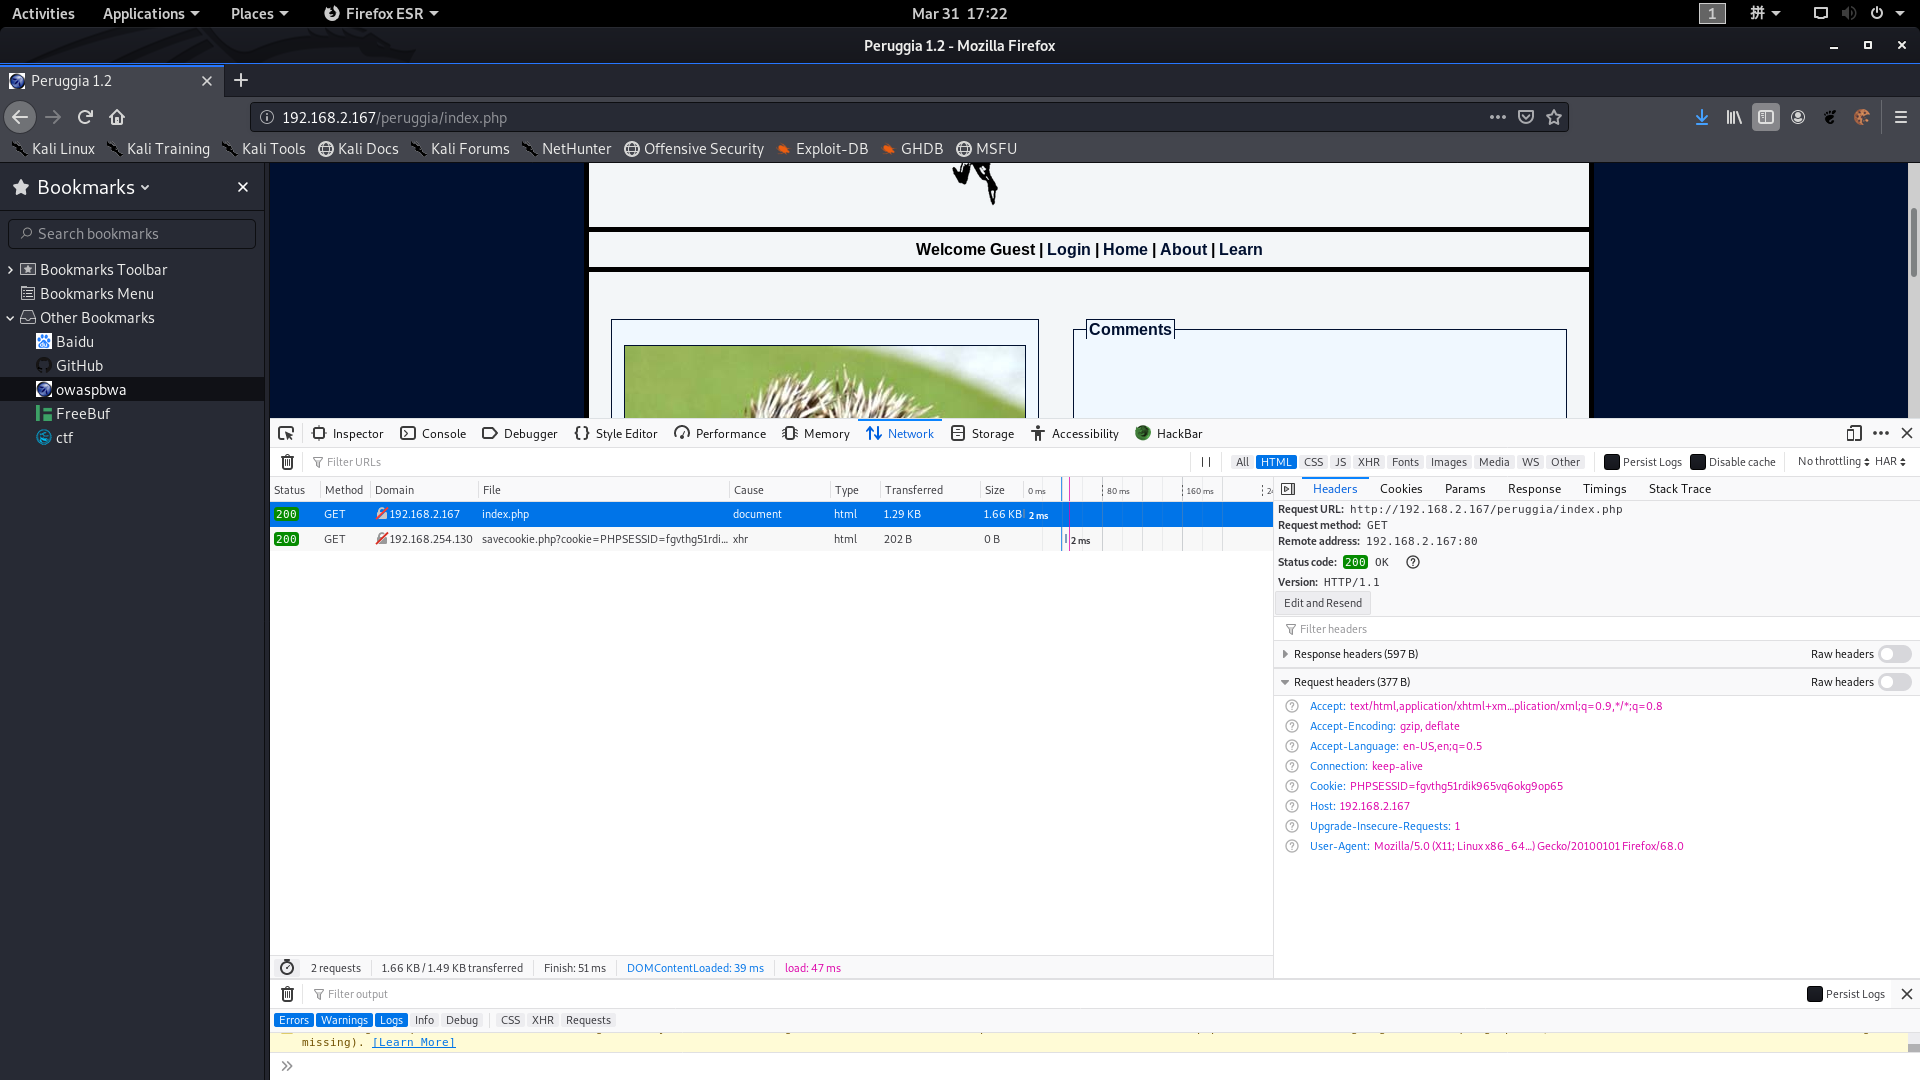 Activities Applications Places Firefox ESR Mar 31 17:22 1 拼
Peruggia 1.2 - Mozilla Firefox
Peruggia 1.2
192.168.2.167/peruggia/index.php
Kali Linux Kali Training Kali Tools Kali Docs Kali Forums NetHunter Offensive Security Exploit-DB GHDB MSFU
Bookmarks
Search bookmarks
Bookmarks Toolbar
Bookmarks Menu
Other Bookmarks
Baidu
GitHub
owaspbwa
FreeBuf
ctf
Welcome Guest | Login | Home | About | Learn
Comments
Inspector Console Debugger Style Editor Performance Memory Network Storage Accessibility HackBar
Filter URLs All HTML CSS JS XHR Fonts Images Media WS Other Persist Logs Disable cache No throttling HAR
Status Method Domain File Cause Type Transferred Size 0 ms 80 ms 160 ms
200 GET 192.168.2.167 index.php document html 1.29 KB 1.66 KB 2 ms
200 GET 192.168.254.130 savecookie.php?cookie=PHPSESSID=fgvthg51rdi… xhr html 202 B 0 B 2 ms
Headers Cookies Params Response Timings Stack Trace
Request URL: http://192.168.2.167/peruggia/index.php
Request method: GET
Remote address: 192.168.2.167:80
Status code: 200 OK
Version: HTTP/1.1
Edit and Resend
Filter headers
Response headers (597 B) Raw headers
Request headers (377 B) Raw headers
Accept: text/html,application/xhtml+xm…plication/xml;q=0.9,*/*;q=0.8
Accept-Encoding: gzip, deflate
Accept-Language: en-US,en;q=0.5
Connection: keep-alive
Cookie: PHPSESSID=fgvthg51rdik965vq6okg9op65
Host: 192.168.2.167
Upgrade-Insecure-Requests: 1
User-Agent: Mozilla/5.0 (X11; Linux x86_64…) Gecko/20100101 Firefox/68.0
2 requests 1.66 KB / 1.49 KB transferred Finish: 51 ms DOMContentLoaded: 39 ms load: 47 ms
Filter output Persist Logs
Errors Warnings Logs Info Debug CSS XHR Requests
missing). [Learn More]